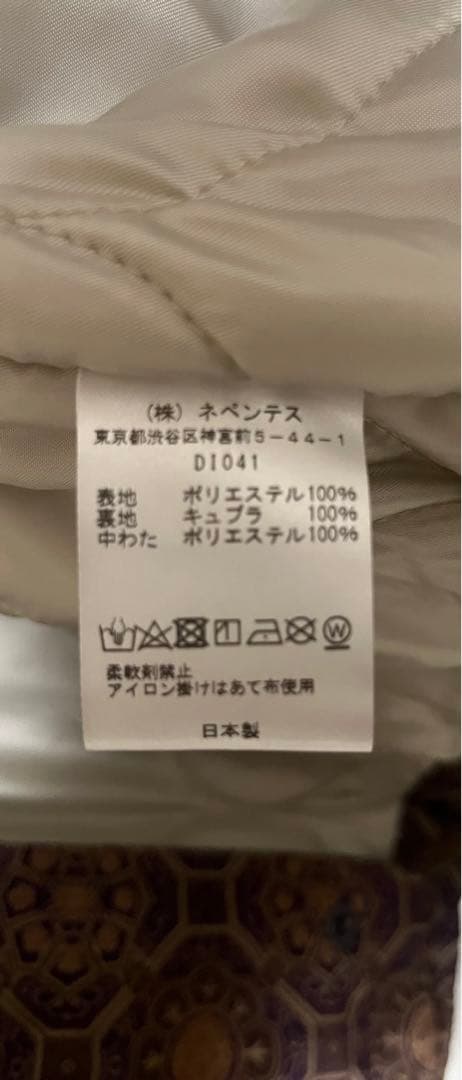 (株) ネペンテス
東京都渋谷区神宮前5-44-1
DI041
表地 ポリエステル100%
裏地 キュプラ 100%
中わた ポリエステル100%
W
柔軟剤禁止
アイロン掛けはあて布使用
日本製